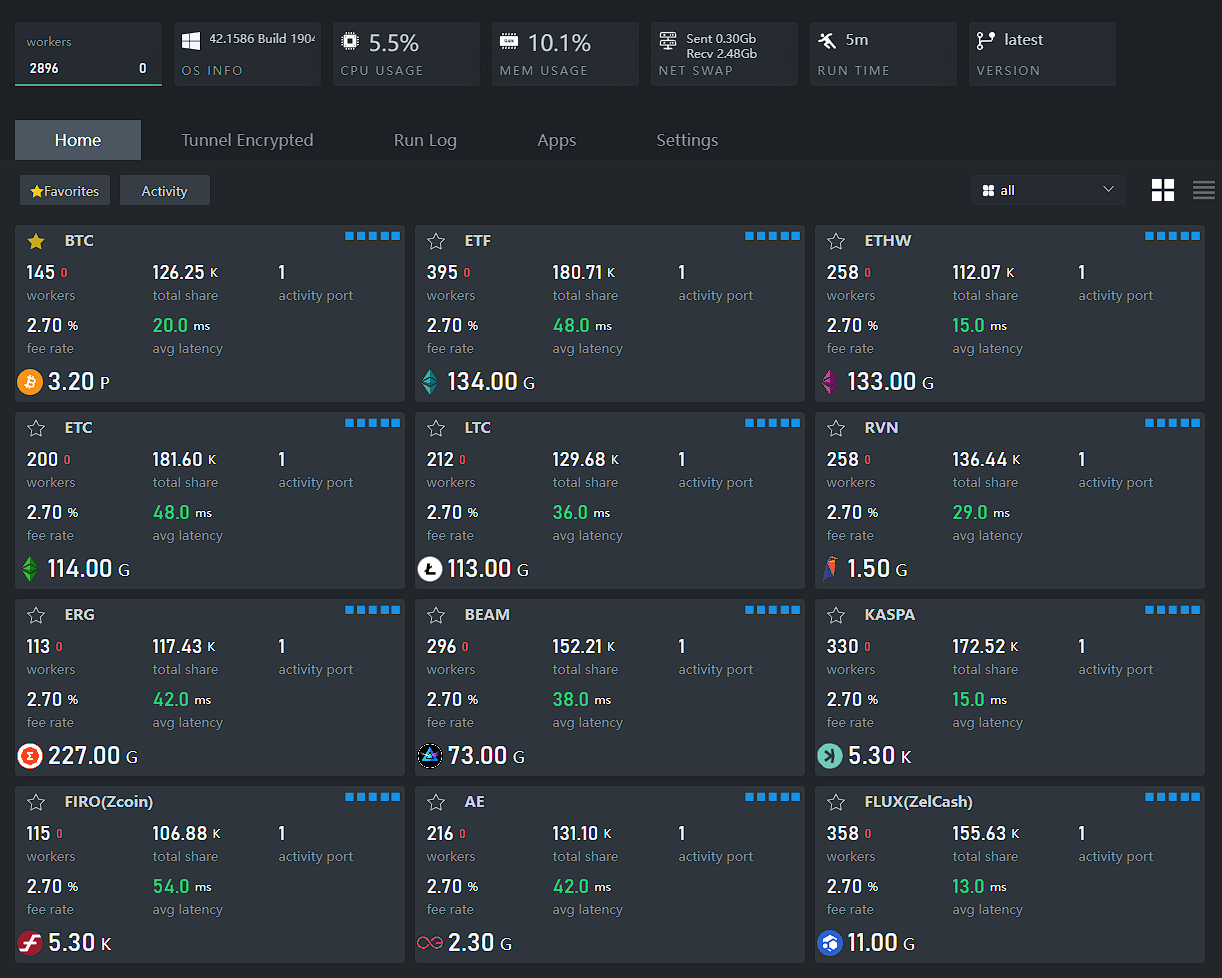 workers
2896 0
42.1586 Build 1904
OS INFO
5.5%
CPU USAGE
RAM
10.1%
MEM USAGE
Sent 0.30Gb
Recv 2.48Gb
NET SWAP
5m
RUN TIME
latest
VERSION
Home Tunnel Encrypted Run Log Apps Settings
Favorites Activity all
BTC
145 0 126.25 K 1
workers total share activity port
2.70 % 20.0 ms
fee rate avg latency
3.20 P
ETF
395 0 180.71 K 1
workers total share activity port
2.70 % 48.0 ms
fee rate avg latency
134.00 G
ETHW
258 0 112.07 K 1
workers total share activity port
2.70 % 15.0 ms
fee rate avg latency
133.00 G
ETC
200 0 181.60 K 1
workers total share activity port
2.70 % 48.0 ms
fee rate avg latency
114.00 G
LTC
212 0 129.68 K 1
workers total share activity port
2.70 % 36.0 ms
fee rate avg latency
113.00 G
RVN
258 0 136.44 K 1
workers total share activity port
2.70 % 29.0 ms
fee rate avg latency
1.50 G
ERG
113 0 117.43 K 1
workers total share activity port
2.70 % 42.0 ms
fee rate avg latency
227.00 G
BEAM
296 0 152.21 K 1
workers total share activity port
2.70 % 38.0 ms
fee rate avg latency
73.00 G
KASPA
330 0 172.52 K 1
workers total share activity port
2.70 % 15.0 ms
fee rate avg latency
5.30 K
FIRO(Zcoin)
115 0 106.88 K 1
workers total share activity port
2.70 % 54.0 ms
fee rate avg latency
5.30 K
AE
216 0 131.10 K 1
workers total share activity port
2.70 % 42.0 ms
fee rate avg latency
2.30 G
FLUX(ZelCash)
358 0 155.63 K 1
workers total share activity port
2.70 % 13.0 ms
fee rate avg latency
11.00 G